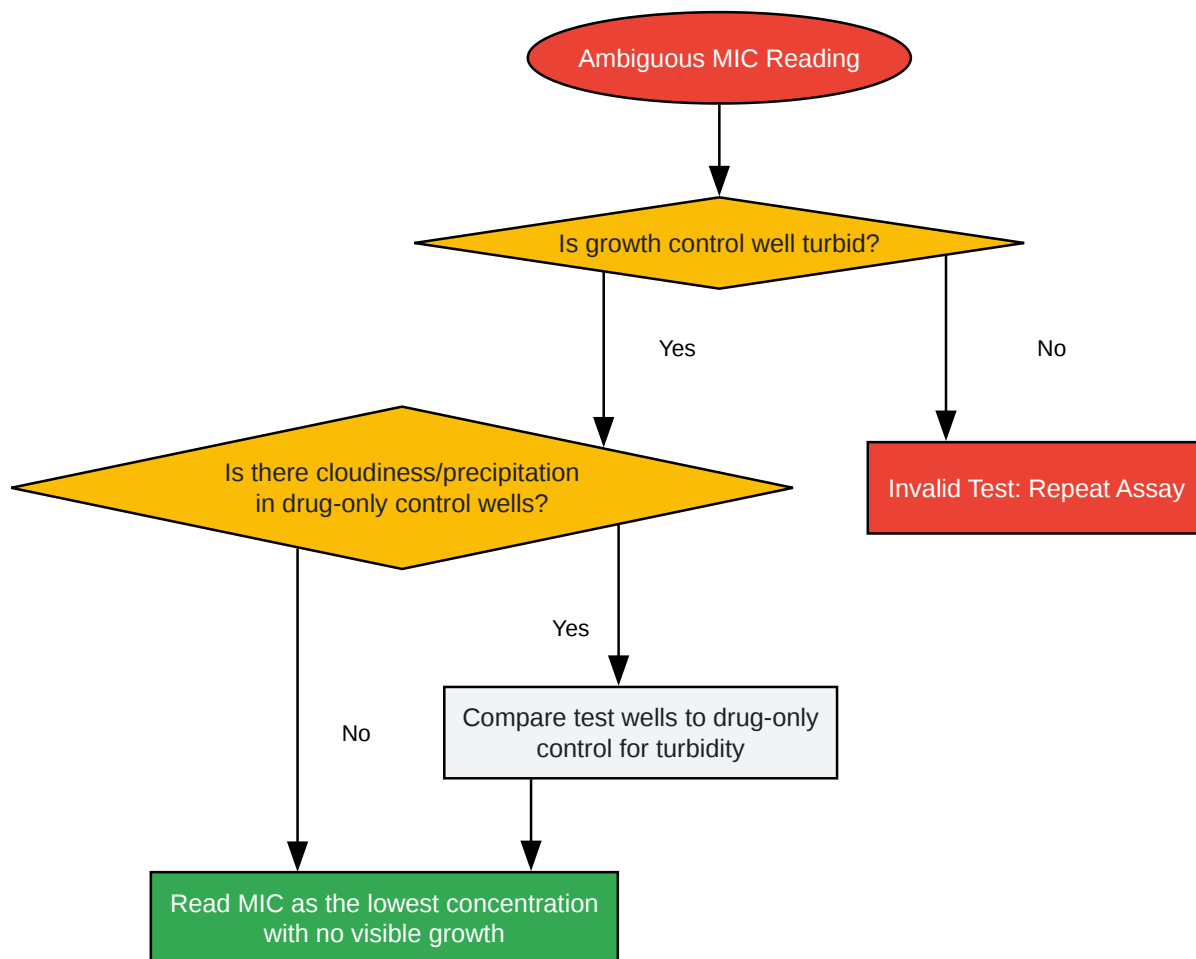 Ambiguous MIC Reading
Is growth control well turbid?
Yes
No
Is there cloudiness/precipitation
in drug-only control wells?
Invalid Test: Repeat Assay
Yes
No
Compare test wells to drug-only
control for turbidity
Read MIC as the lowest concentration
with no visible growth